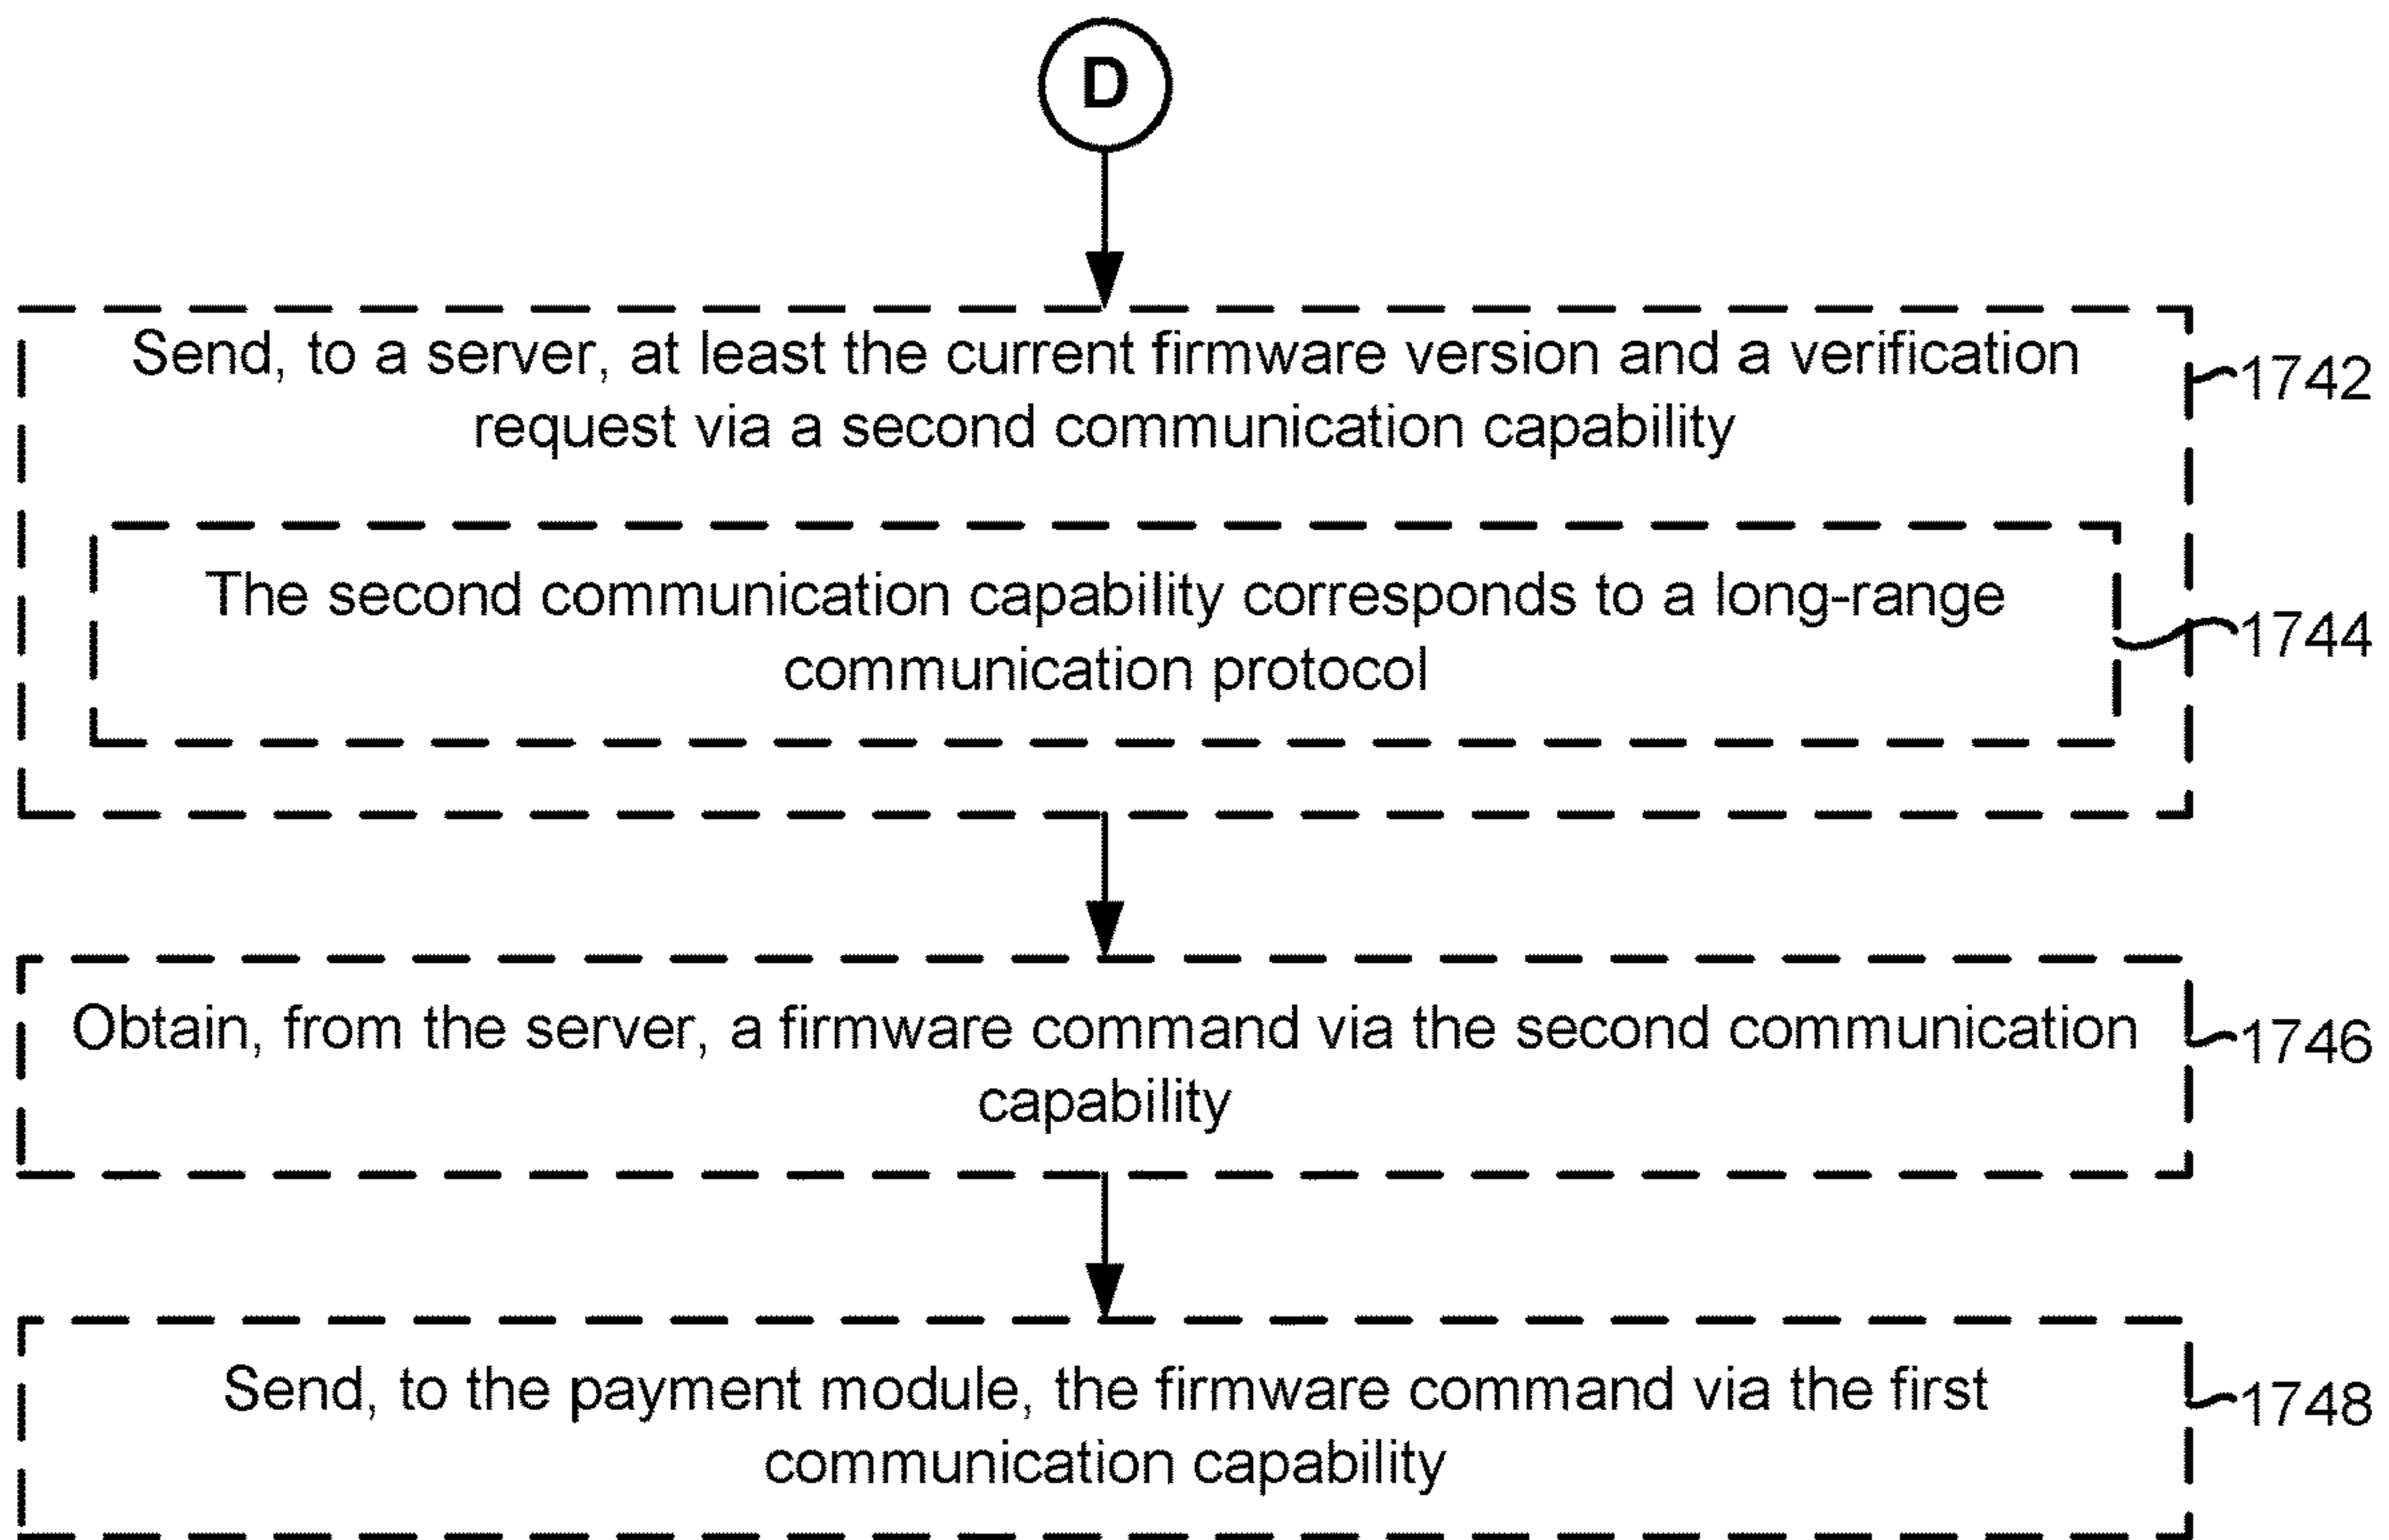 D
Send, to a server, at least the current firmware version and a verification
request via a second communication capability
1742
The second communication capability corresponds to a long-range
communication protocol
1744
Obtain, from the server, a firmware command via the second communication
capability
1746
Send, to the payment module, the firmware command via the first
communication capability
1748